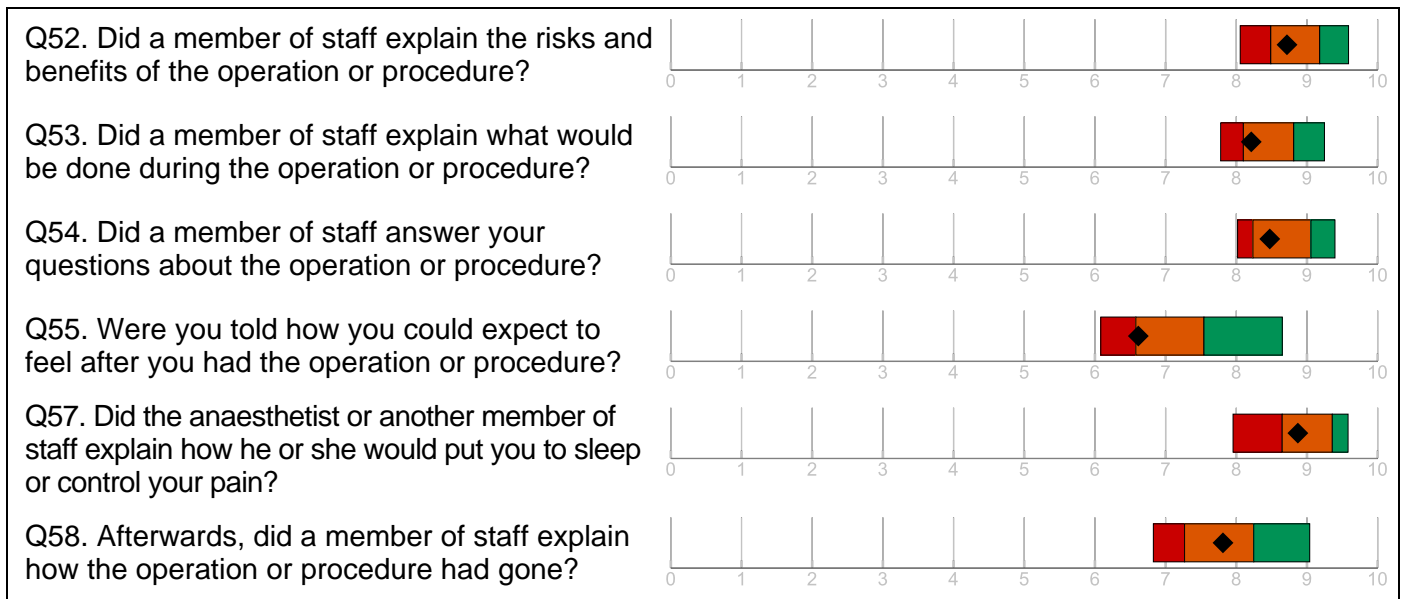 Q52. Did a member of staff explain the risks and
benefits of the operation or procedure?
0 1 2 3 4 5 6 7 8 9 10
Q53. Did a member of staff explain what would
be done during the operation or procedure?
0 1 2 3 4 5 6 7 8 9 10
Q54. Did a member of staff answer your
questions about the operation or procedure?
0 1 2 3 4 5 6 7 8 9 10
Q55. Were you told how you could expect to
feel after you had the operation or procedure?
0 1 2 3 4 5 6 7 8 9 10
Q57. Did the anaesthetist or another member of
staff explain how he or she would put you to sleep
or control your pain?
0 1 2 3 4 5 6 7 8 9 10
Q58. Afterwards, did a member of staff explain
how the operation or procedure had gone?
0 1 2 3 4 5 6 7 8 9 10